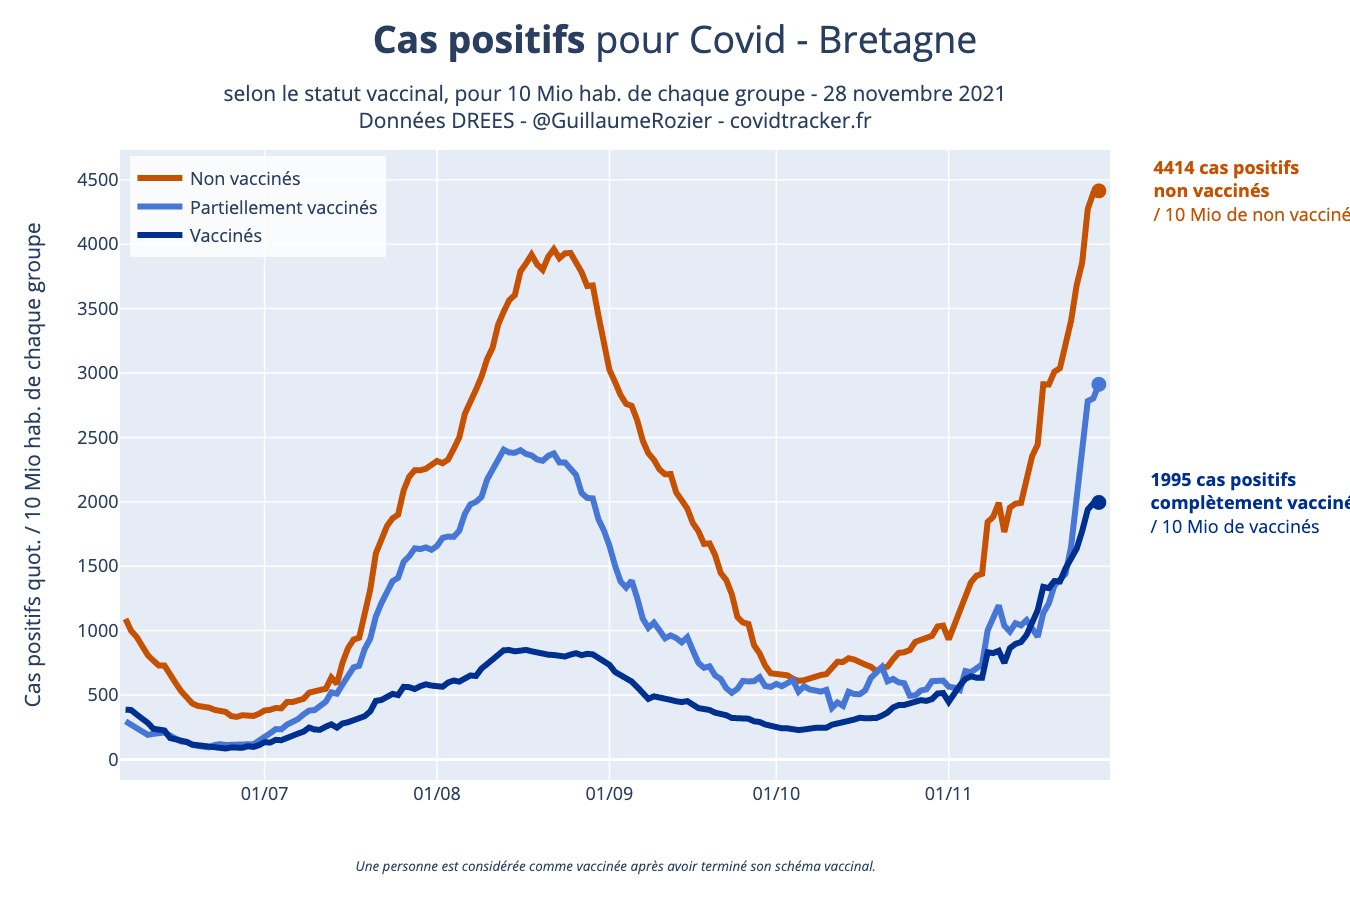 Cas positifs pour Covid - Bretagne
selon le statut vaccinal, pour 10 Mio hab. de chaque groupe - 28 novembre 2021
Données DREES - @GuillaumeRozier - covidtracker.fr
Non vaccinés
Partiellement vaccinés
Vaccinés
4414 cas positifs
non vaccinés
/ 10 Mio de non vacciné
1995 cas positifs
complètement vacciné
/ 10 Mio de vaccinés
Cas positifs quot. / 10 Mio hab. de chaque groupe
4500
4000
3500
3000
2500
2000
1500
1000
500
0
01/07
01/08
01/09
01/10
01/11
Une personne est considérée comme vaccinée après avoir terminé son schéma vaccinal.